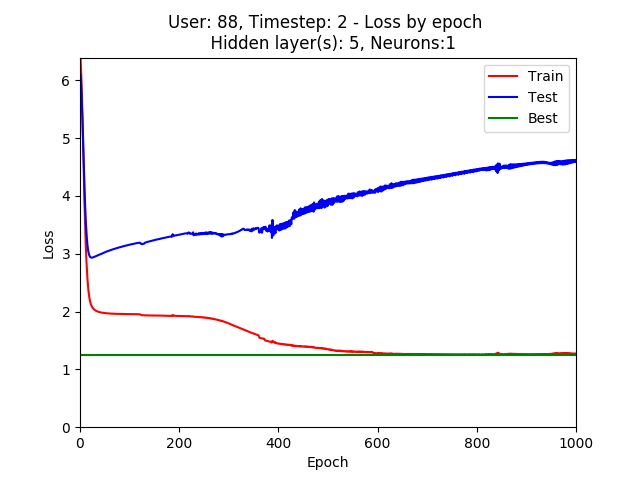 User: 88, Timestep: 2 - Loss by epoch
Hidden layer(s): 5, Neurons:1
Train
Test
Best
Loss
6
5
4
3
2
1
0
0 200 400 600 800 1000
Epoch